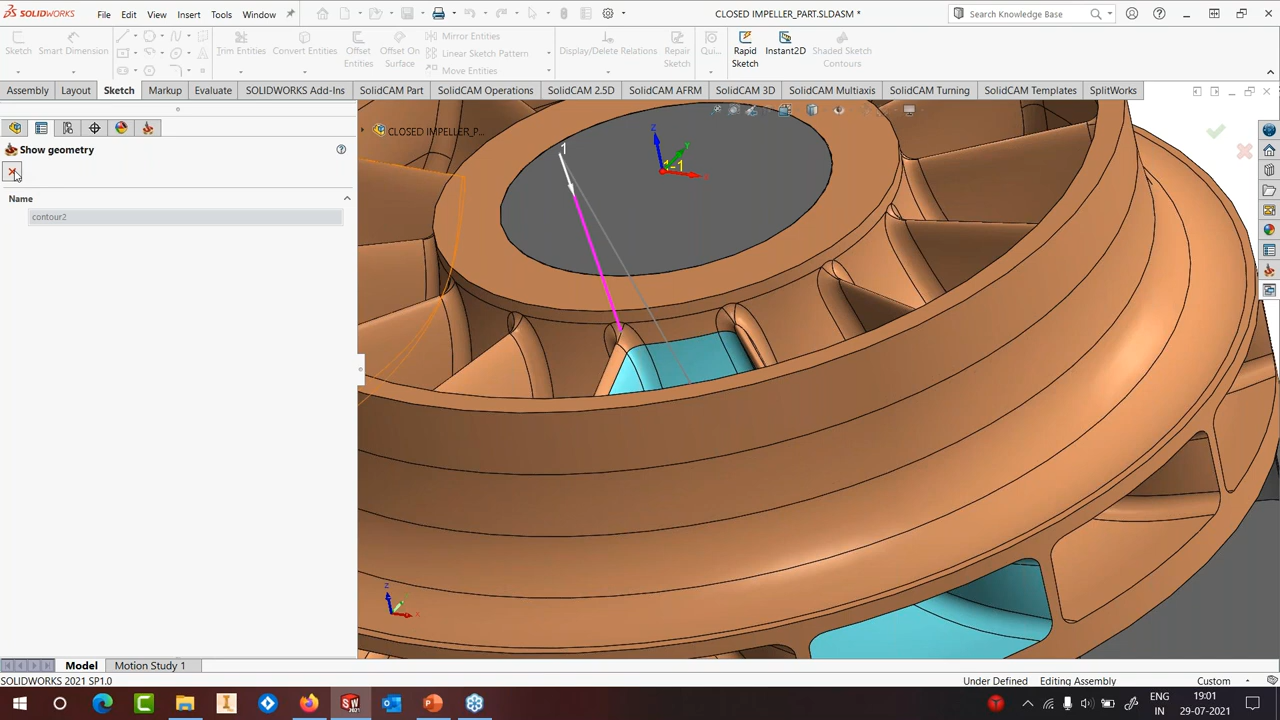 SOLIDWORKS File Edit View Insert Tools Window CLOSED IMPELLER_PART.SLDASM * Search Knowledge Base
Sketch Smart Dimension Trim Entities Convert Entities Offset Entities Offset On Surface Mirror Entities Linear Sketch Pattern Move Entities Display/Delete Relations Repair Sketch Qui... Rapid Sketch Instant2D Shaded Sketch Contours
Assembly Layout Sketch Markup Evaluate SOLIDWORKS Add-Ins SolidCAM Part SolidCAM Operations SolidCAM 2.5D SolidCAM AFRM SolidCAM 3D SolidCAM Multiaxis SolidCAM Turning SolidCAM Templates SplitWorks
CLOSED IMPELLER_P...
Show geometry
Name
contour2
1
Z
Y
1-1
Z
X
Model Motion Study 1
SOLIDWORKS 2021 SP1.0 Under Defined Editing Assembly Custom
ENG 19:01
IN 29-07-2021